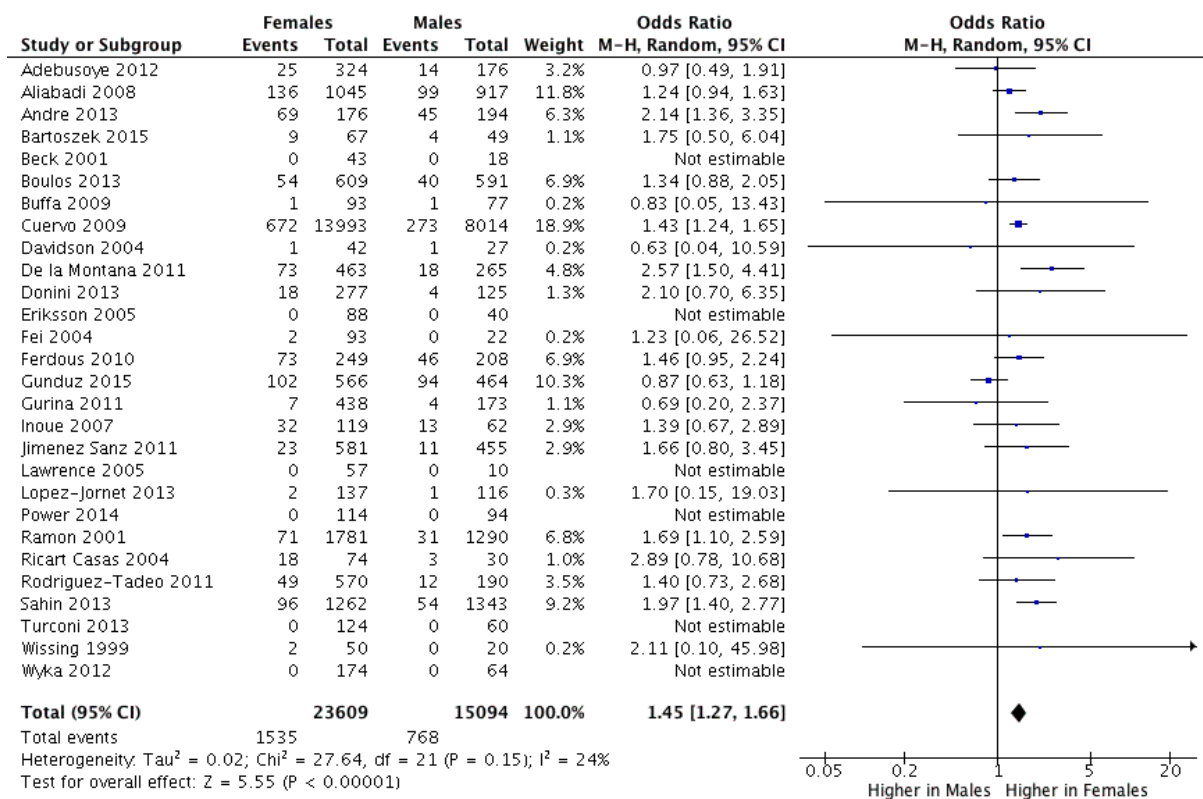 Females Males Odds Ratio Odds Ratio
Study or Subgroup Events Total Events Total Weight M-H, Random, 95% CI M-H, Random, 95% CI
Adebusoye 2012 25 324 14 176 3.2% 0.97 [0.49, 1.91]
Aliabadi 2008 136 1045 99 917 11.8% 1.24 [0.94, 1.63]
Andre 2013 69 176 45 194 6.3% 2.14 [1.36, 3.35]
Bartoszek 2015 9 67 4 49 1.1% 1.75 [0.50, 6.04]
Beck 2001 0 43 0 18 Not estimable
Boulos 2013 54 609 40 591 6.9% 1.34 [0.88, 2.05]
Buffa 2009 1 93 1 77 0.2% 0.83 [0.05, 13.43]
Cuervo 2009 672 13993 273 8014 18.9% 1.43 [1.24, 1.65]
Davidson 2004 1 42 1 27 0.2% 0.63 [0.04, 10.59]
De la Montana 2011 73 463 18 265 4.8% 2.57 [1.50, 4.41]
Donini 2013 18 277 4 125 1.3% 2.10 [0.70, 6.35]
Eriksson 2005 0 88 0 40 Not estimable
Fei 2004 2 93 0 22 0.2% 1.23 [0.06, 26.52]
Ferdous 2010 73 249 46 208 6.9% 1.46 [0.95, 2.24]
Gunduz 2015 102 566 94 464 10.3% 0.87 [0.63, 1.18]
Gurina 2011 7 438 4 173 1.1% 0.69 [0.20, 2.37]
Inoue 2007 32 119 13 62 2.9% 1.39 [0.67, 2.89]
Jimenez Sanz 2011 23 581 11 455 2.9% 1.66 [0.80, 3.45]
Lawrence 2005 0 57 0 10 Not estimable
Lopez-Jornet 2013 2 137 1 116 0.3% 1.70 [0.15, 19.03]
Power 2014 0 114 0 94 Not estimable
Ramon 2001 71 1781 31 1290 6.8% 1.69 [1.10, 2.59]
Ricart Casas 2004 18 74 3 30 1.0% 2.89 [0.78, 10.68]
Rodriguez-Tadeo 2011 49 570 12 190 3.5% 1.40 [0.73, 2.68]
Sahin 2013 96 1262 54 1343 9.2% 1.97 [1.40, 2.77]
Turconi 2013 0 124 0 60 Not estimable
Wissing 1999 2 50 0 20 0.2% 2.11 [0.10, 45.98]
Wyka 2012 0 174 0 64 Not estimable
Total (95% CI) 23609 15094 100.0% 1.45 [1.27, 1.66]
Total events 1535 768
Heterogeneity: Tau² = 0.02; Chi² = 27.64, df = 21 (P = 0.15); I² = 24%
Test for overall effect: Z = 5.55 (P < 0.00001)
0.05 0.2 1 5 20
Higher in Males Higher in Females